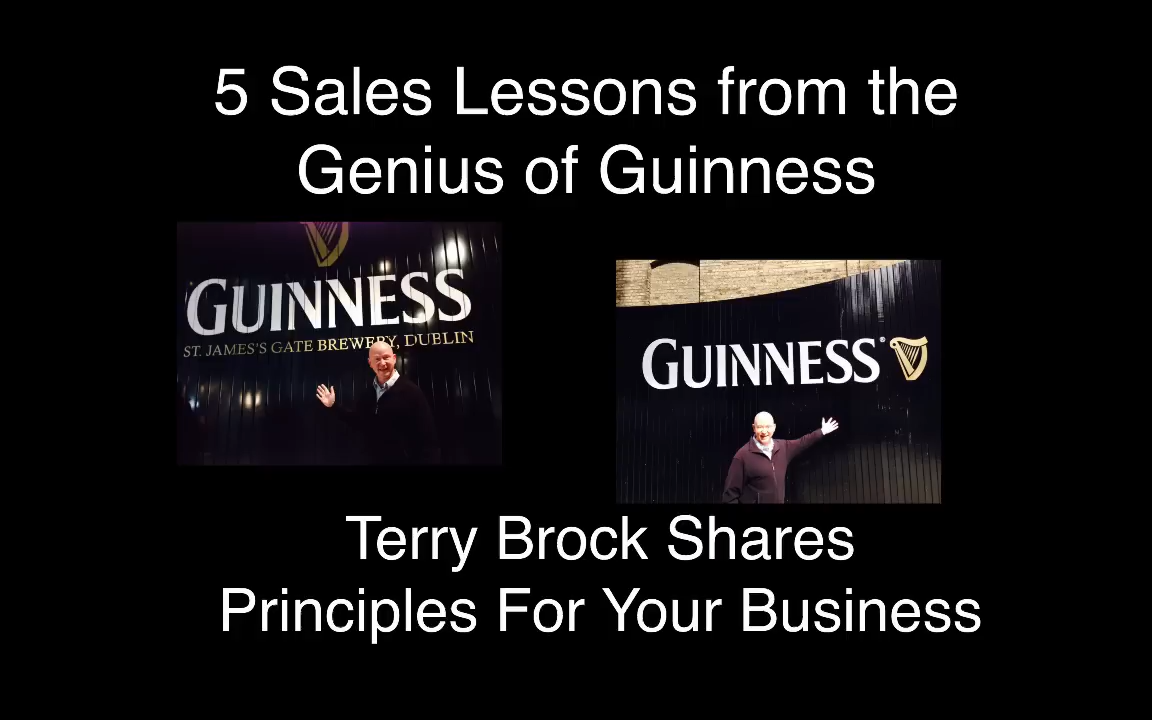 5 Sales Lessons from the
Genius of Guinness
GUINNESS
ST. JAMES'S GATE BREWERY, DUBLIN
GUINNESS®
Terry Brock Shares
Principles For Your Business